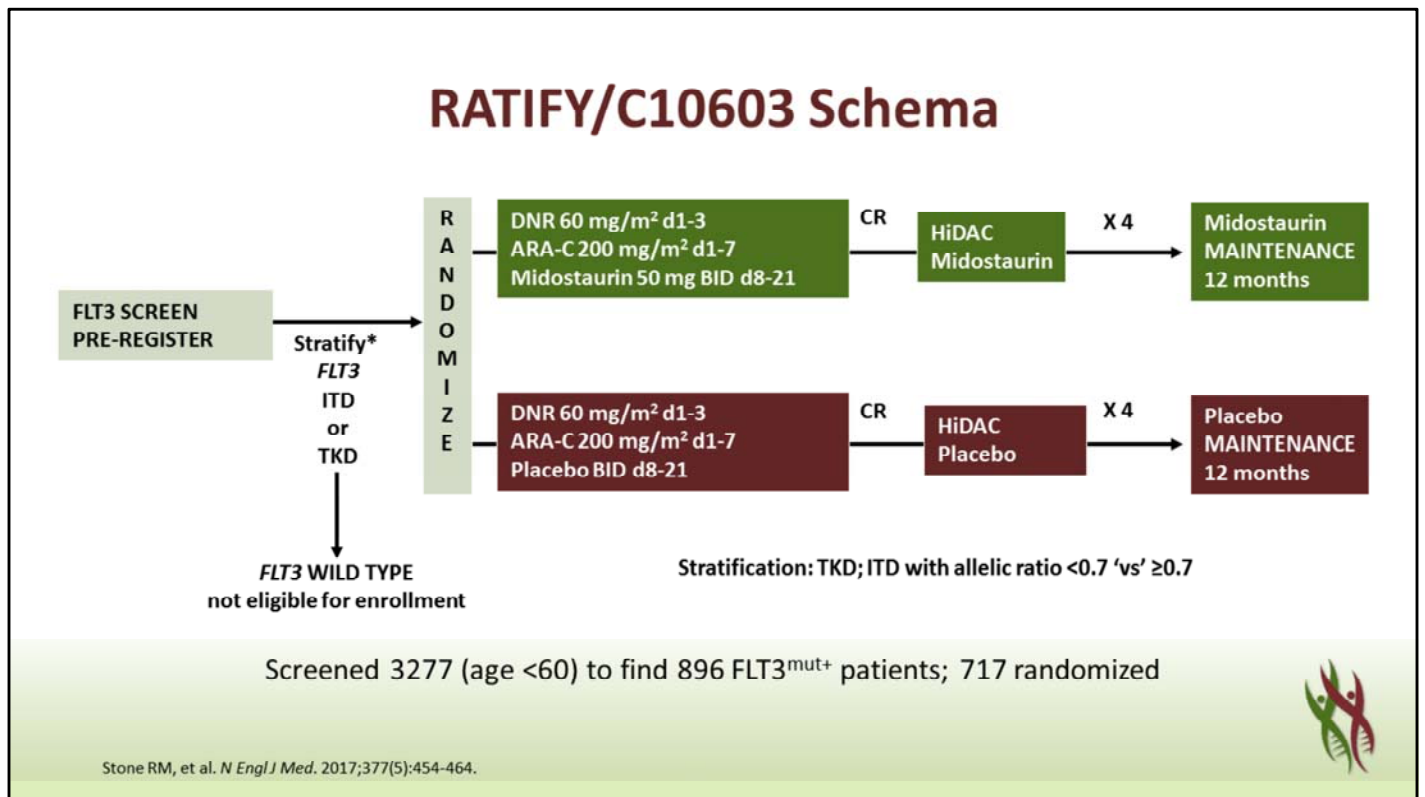 RATIFY/C10603 Schema
FLT3 SCREEN
PRE-REGISTER
Stratify*
FLT3
ITD
or
TKD
FLT3 WILD TYPE
not eligible for enrollment
R
A
N
D
O
M
I
Z
E
DNR 60 mg/m² d1-3
ARA-C 200 mg/m² d1-7
Midostaurin 50 mg BID d8-21
CR
HiDAC
Midostaurin
X 4
Midostaurin
MAINTENANCE
12 months
DNR 60 mg/m² d1-3
ARA-C 200 mg/m² d1-7
Placebo BID d8-21
CR
HiDAC
Placebo
X 4
Placebo
MAINTENANCE
12 months
Stratification: TKD; ITD with allelic ratio <0.7 ‘vs’ ≥0.7
Screened 3277 (age <60) to find 896 FLT3ᵐᵘᵗ⁺ patients; 717 randomized
Stone RM, et al. N Engl J Med. 2017;377(5):454-464.